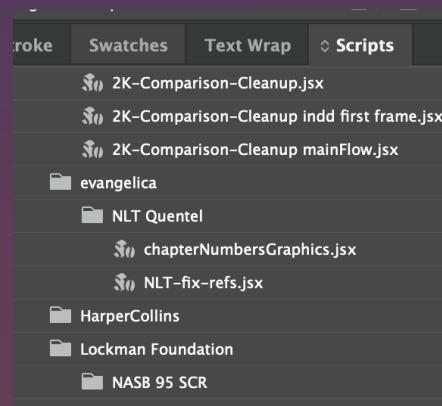 troke Swatches Text Wrap Scripts
2K-Comparison-Cleanup.jsx
2K-Comparison-Cleanup indd first frame.jsx
2K-Comparison-Cleanup mainFlow.jsx
evangelica
NLT Quentel
chapterNumbersGraphics.jsx
NLT-fix-refs.jsx
HarperCollins
Lockman Foundation
NASB 95 SCR